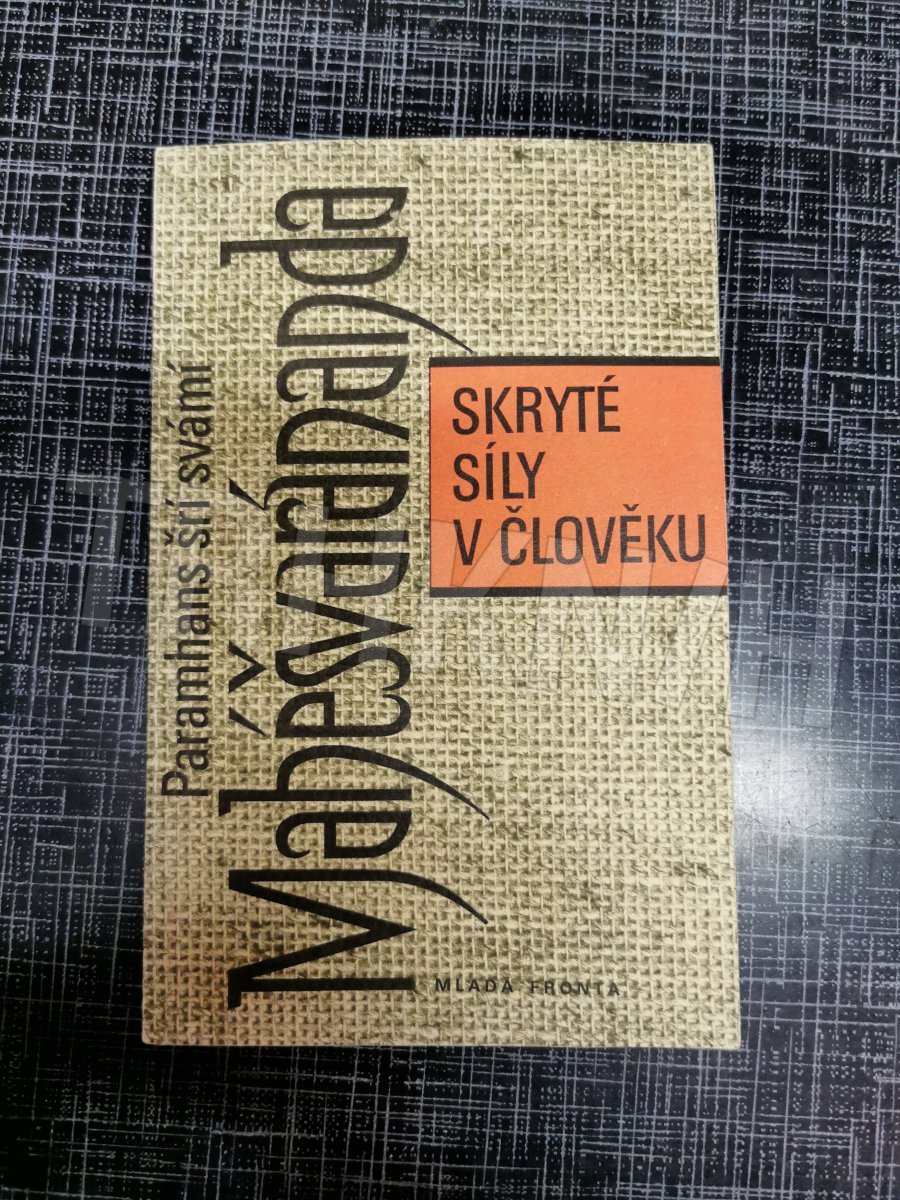 Paramhans šrí svámí
Mahéšvaránanda
SKRYTÉ
SÍLY
V ČLOVĚKU
MLADÁ FRONTA